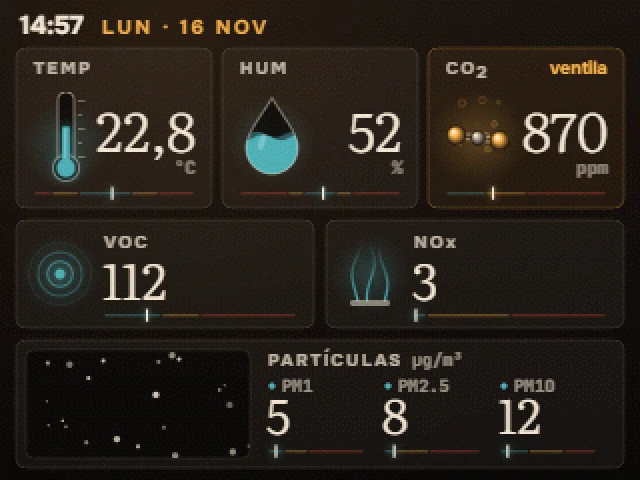 14:57 LUN · 16 NOV
TEMP
22,8
°C
HUM
52
%
CO₂ ventila
870
ppm
VOC
112
NOx
3
PARTÍCULAS µg/m³
PM1 PM2.5 PM10
5 8 12